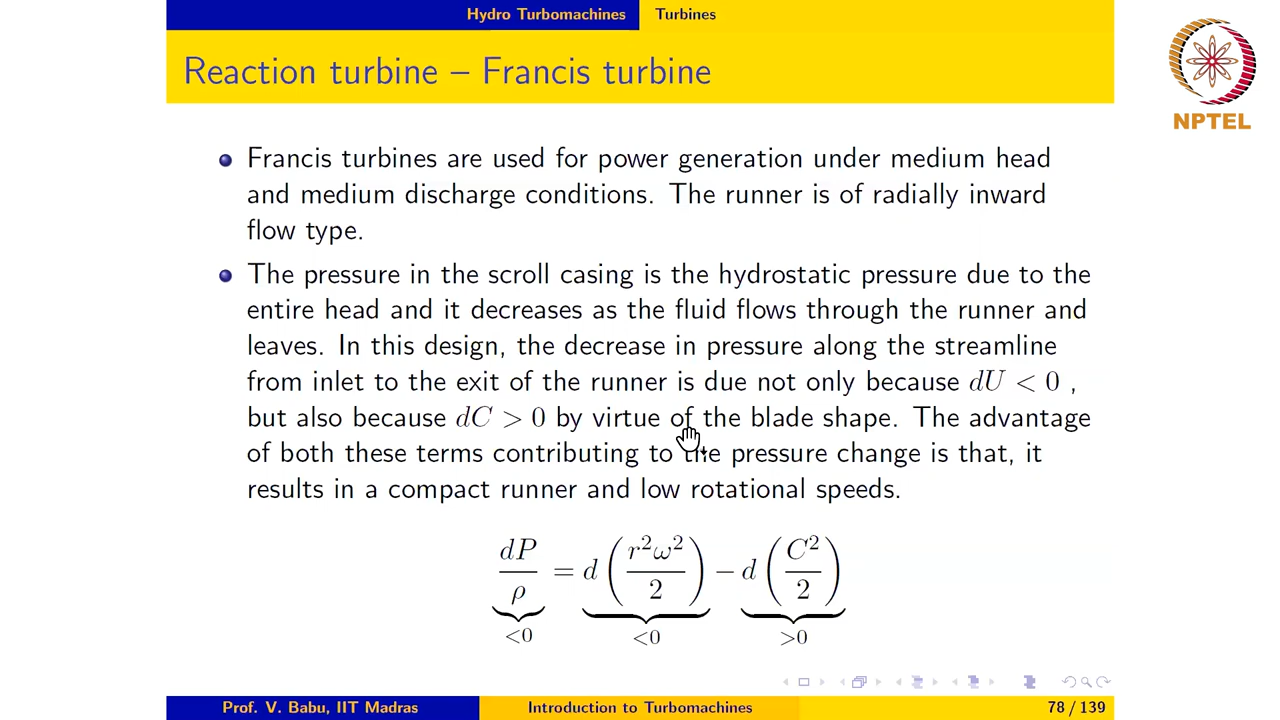 Hydro Turbomachines Turbines
Reaction turbine – Francis turbine
NPTEL
Francis turbines are used for power generation under medium head
and medium discharge conditions. The runner is of radially inward
flow type.
The pressure in the scroll casing is the hydrostatic pressure due to the
entire head and it decreases as the fluid flows through the runner and
leaves. In this design, the decrease in pressure along the streamline
from inlet to the exit of the runner is due not only because dU < 0 ,
but also because dC > 0 by virtue of the blade shape. The advantage
of both these terms contributing to the pressure change is that, it
results in a compact runner and low rotational speeds.
dP/ρ = d(r²ω²/2) − d(C²/2)
<0 <0 >0
Prof. V. Babu, IIT Madras Introduction to Turbomachines 78 / 139